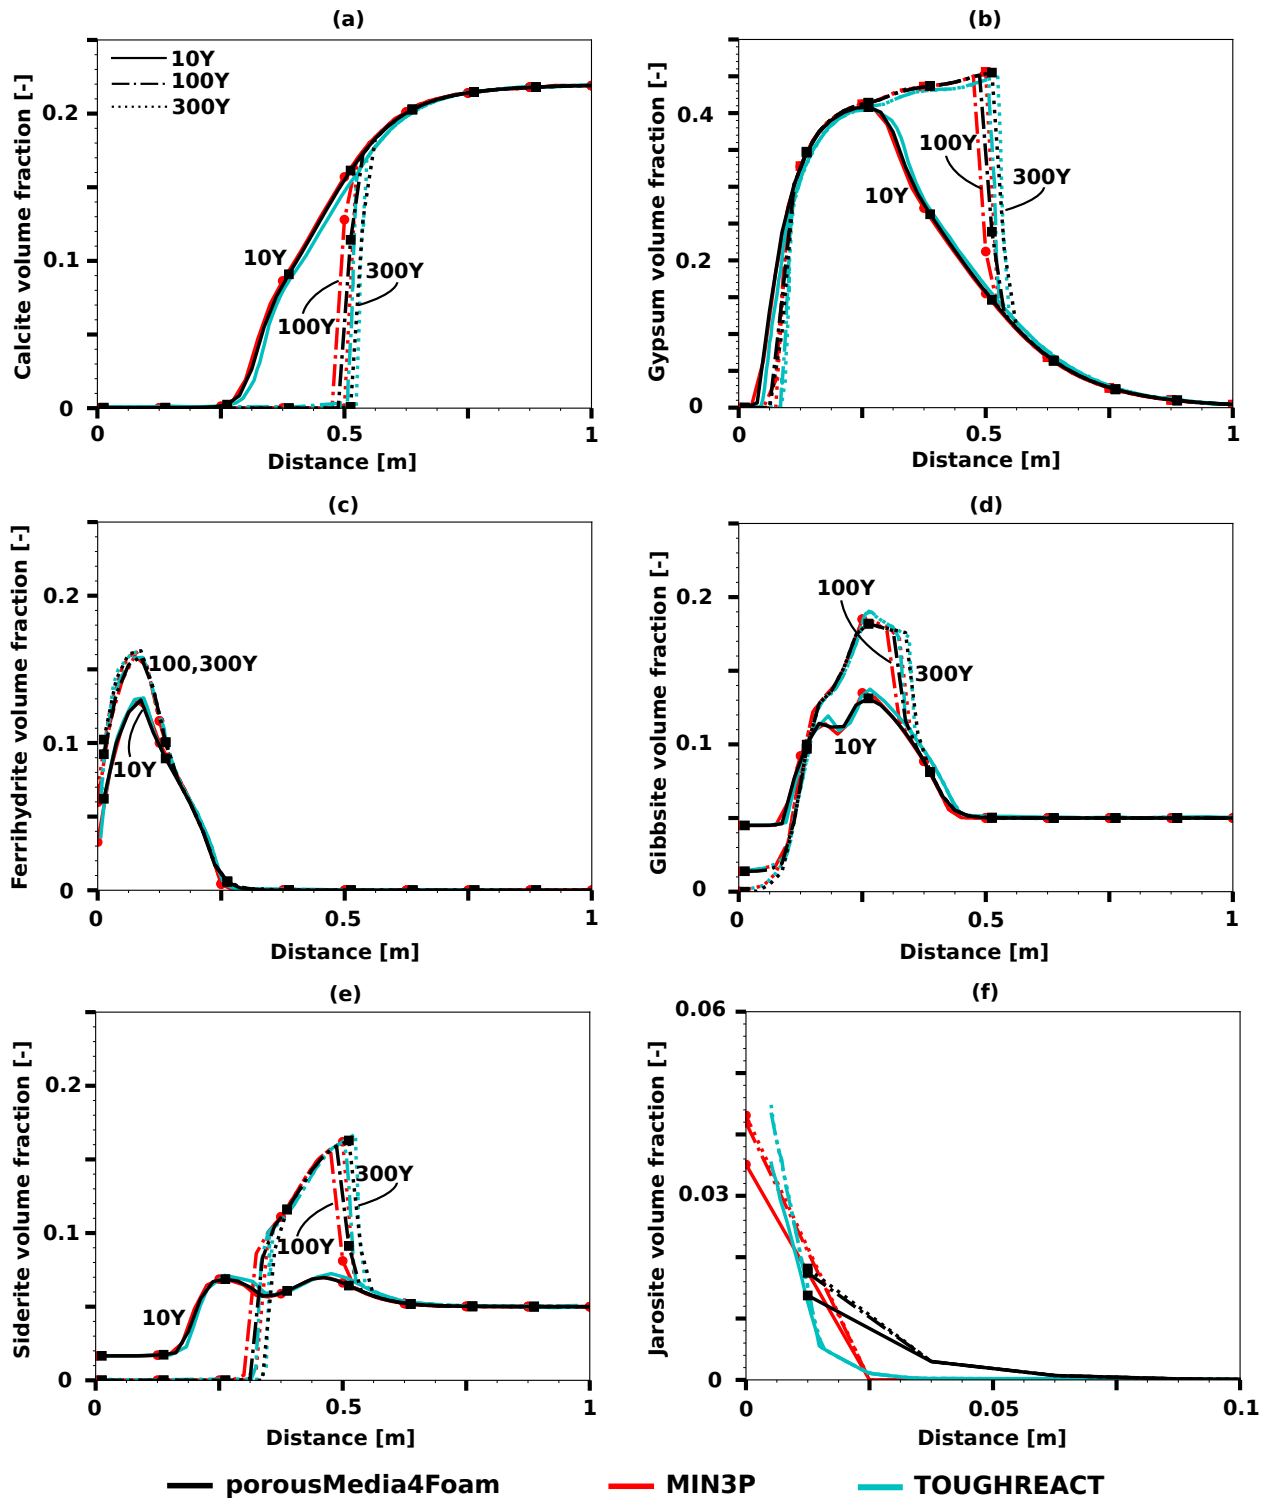 (a)
Calcite volume fraction [-]
10Y
100Y
300Y
0.2
0.1
0
10Y
300Y
100Y
0
0.5
1
Distance [m]
(b)
Gypsum volume fraction [-]
0.4
0.2
0
100Y
300Y
10Y
0
0.5
1
Distance [m]
(c)
Ferrihydrite volume fraction [-]
0.2
0.1
0
100,300Y
10Y
0
0.5
1
Distance [m]
(d)
Gibbsite volume fraction [-]
0.2
0.1
0
100Y
300Y
10Y
0
0.5
1
Distance [m]
(e)
Siderite volume fraction [-]
0.2
0.1
0
300Y
100Y
10Y
0
0.5
1
Distance [m]
(f)
Jarosite volume fraction [-]
0.06
0.03
0
0
0.05
0.1
Distance [m]
porousMedia4Foam
MIN3P
TOUGHREACT